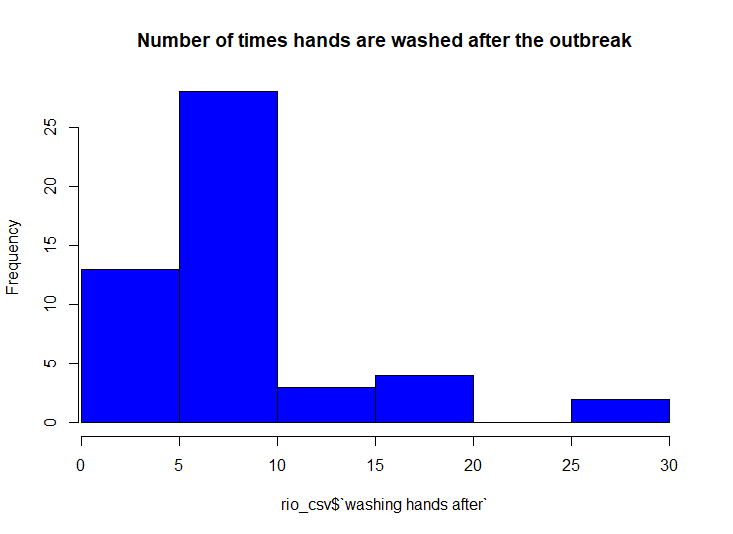 Number of times hands are washed after the outbreak
Frequency
25
20
15
10
5
0
0 5 10 15 20 25 30
rio_csv$`washing hands after`